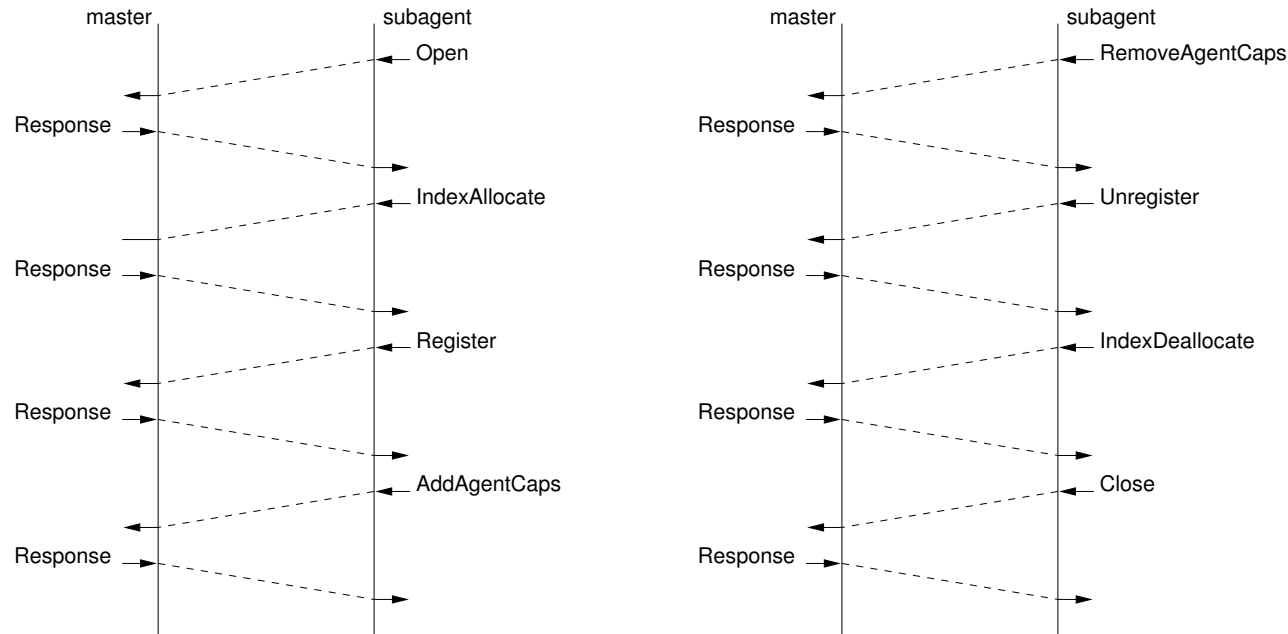 master subagent
Open
Response
IndexAllocate
Response
Register
Response
AddAgentCaps
Response
master subagent
RemoveAgentCaps
Response
Unregister
Response
IndexDeallocate
Response
Close
Response